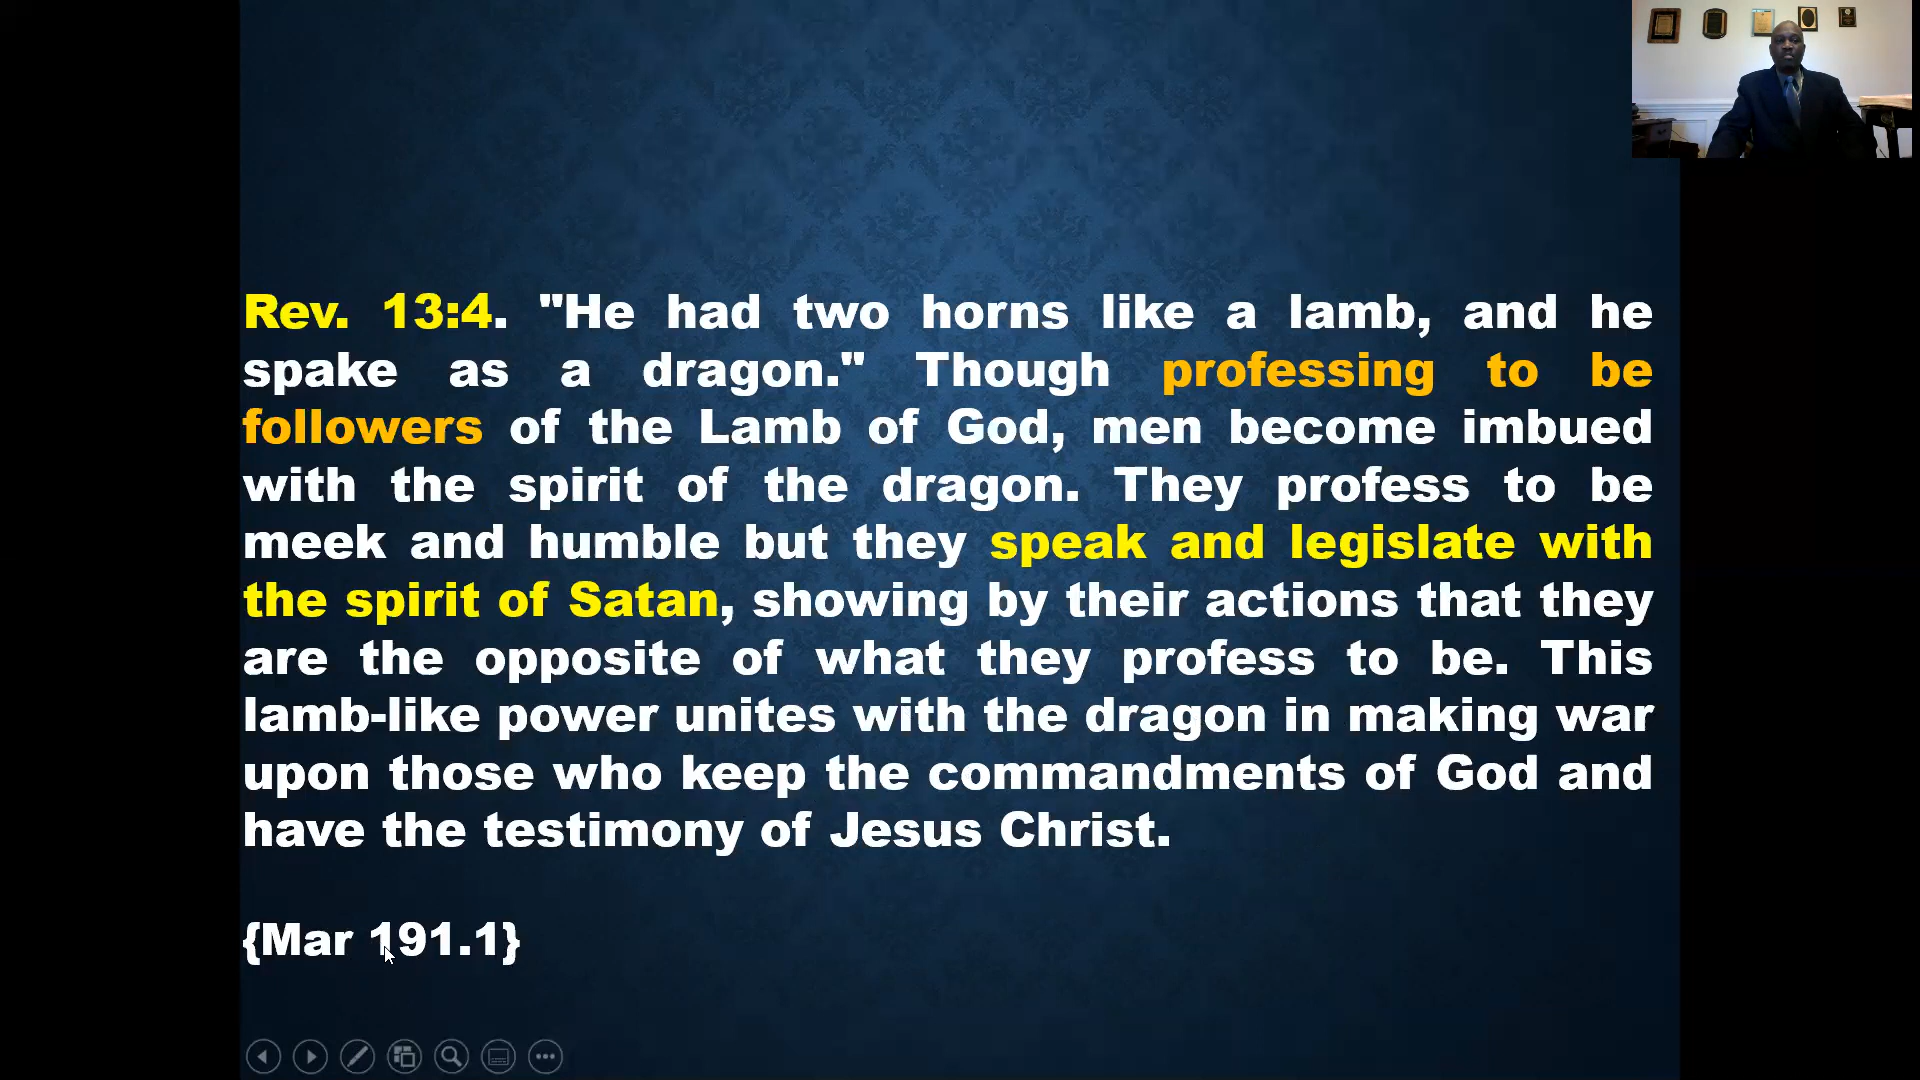 Rev. 13:4. "He had two horns like a lamb, and he
spake as a dragon." Though professing to be
followers of the Lamb of God, men become imbued
with the spirit of the dragon. They profess to be
meek and humble but they speak and legislate with
the spirit of Satan, showing by their actions that they
are the opposite of what they profess to be. This
lamb-like power unites with the dragon in making war
upon those who keep the commandments of God and
have the testimony of Jesus Christ.
{Mar 191.1}